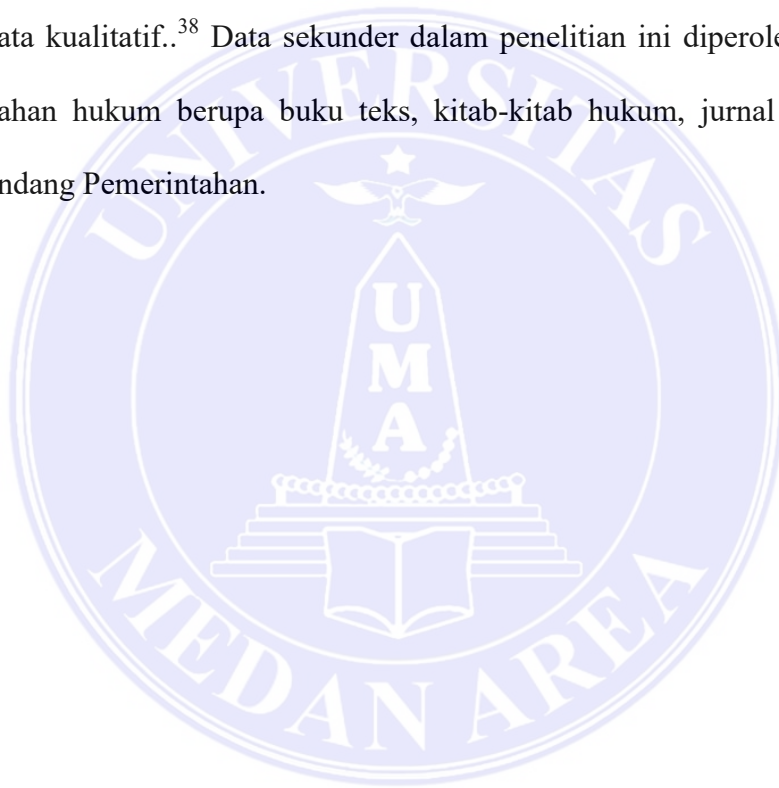 ata kualitatif..³⁸ Data sekunder dalam penelitian ini diperole
ahan hukum berupa buku teks, kitab-kitab hukum, jurnal
ndang Pemerintahan.
UNIVERSITAS
U
M
A
MEDAN AREA